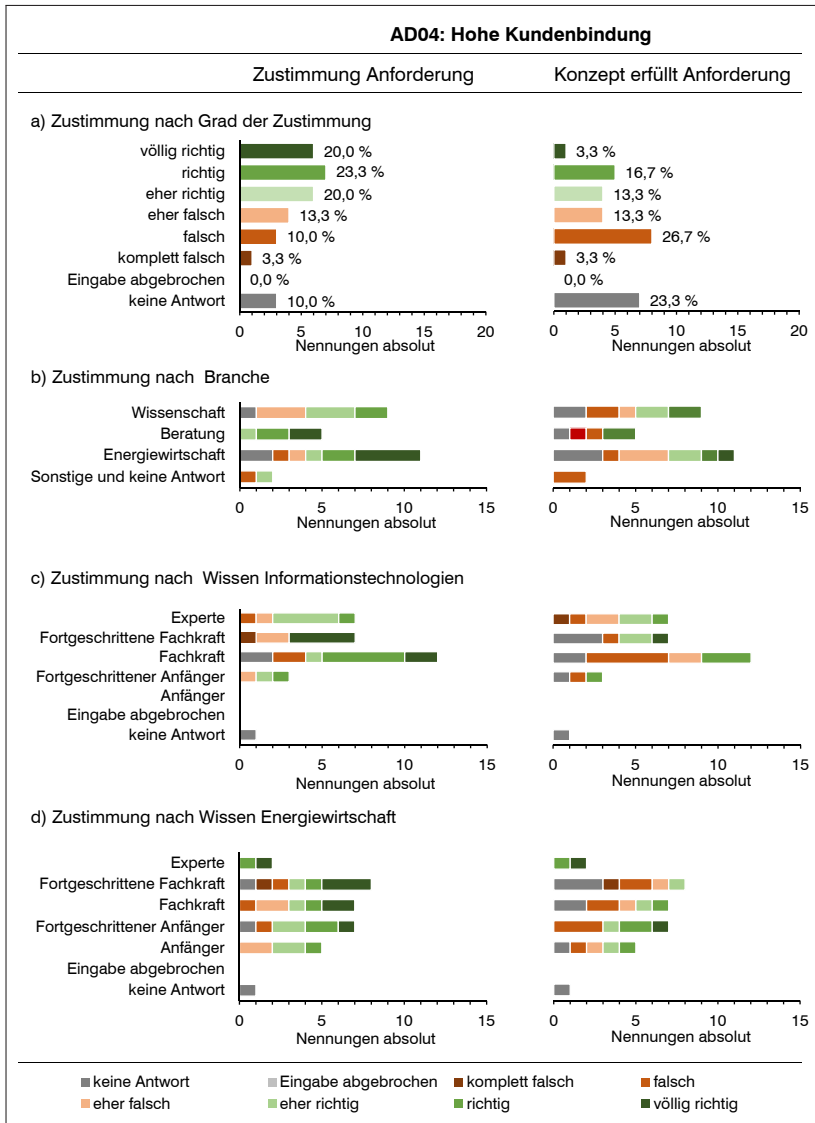 AD04: Hohe Kundenbindung
Zustimmung Anforderung Konzept erfüllt Anforderung
a) Zustimmung nach Grad der Zustimmung
völlig richtig 20,0 % 3,3 %
richtig 23,3 % 16,7 %
eher richtig 20,0 % 13,3 %
eher falsch 13,3 % 13,3 %
falsch 10,0 % 26,7 %
komplett falsch 3,3 % 3,3 %
Eingabe abgebrochen 0,0 % 0,0 %
keine Antwort 10,0 % 23,3 %
0 5 10 15 20 0 5 10 15 20
Nennungen absolut Nennungen absolut
b) Zustimmung nach Branche
Wissenschaft
Beratung
Energiewirtschaft
Sonstige und keine Antwort
0 5 10 15 0 5 10 15
Nennungen absolut Nennungen absolut
c) Zustimmung nach Wissen Informationstechnologien
Experte
Fortgeschrittene Fachkraft
Fachkraft
Fortgeschrittener Anfänger
Anfänger
Eingabe abgebrochen
keine Antwort
0 5 10 15 0 5 10 15
Nennungen absolut Nennungen absolut
d) Zustimmung nach Wissen Energiewirtschaft
Experte
Fortgeschrittene Fachkraft
Fachkraft
Fortgeschrittener Anfänger
Anfänger
Eingabe abgebrochen
keine Antwort
0 5 10 15 0 5 10 15
Nennungen absolut Nennungen absolut
keine Antwort Eingabe abgebrochen komplett falsch falsch
eher falsch eher richtig richtig völlig richtig